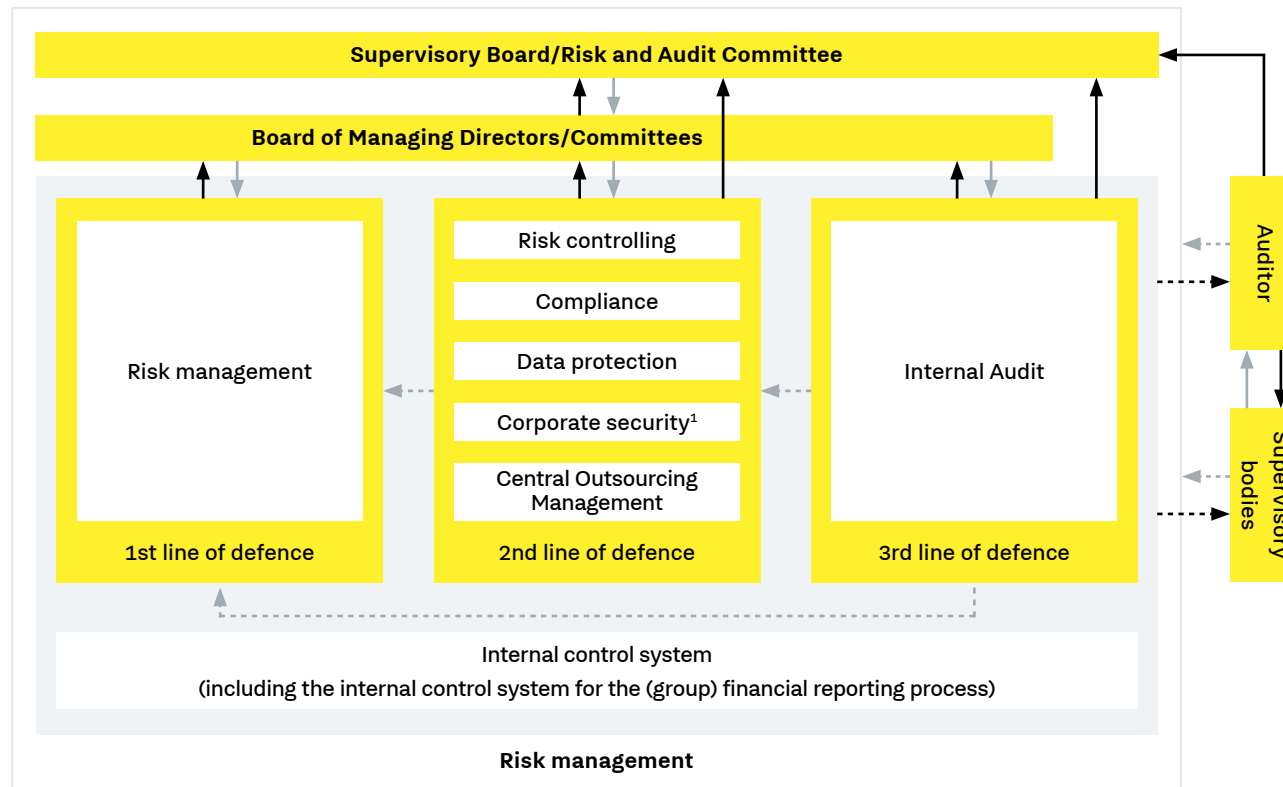 Supervisory Board/Risk and Audit Committee
Board of Managing Directors/Committees
Risk management
1st line of defence
Risk controlling
Compliance
Data protection
Corporate security¹
Central Outsourcing
Management
2nd line of defence
Internal Audit
3rd line of defence
Auditor
Supervisory
bodies
Internal control system
(including the internal control system for the (group) financial reporting process)
Risk management